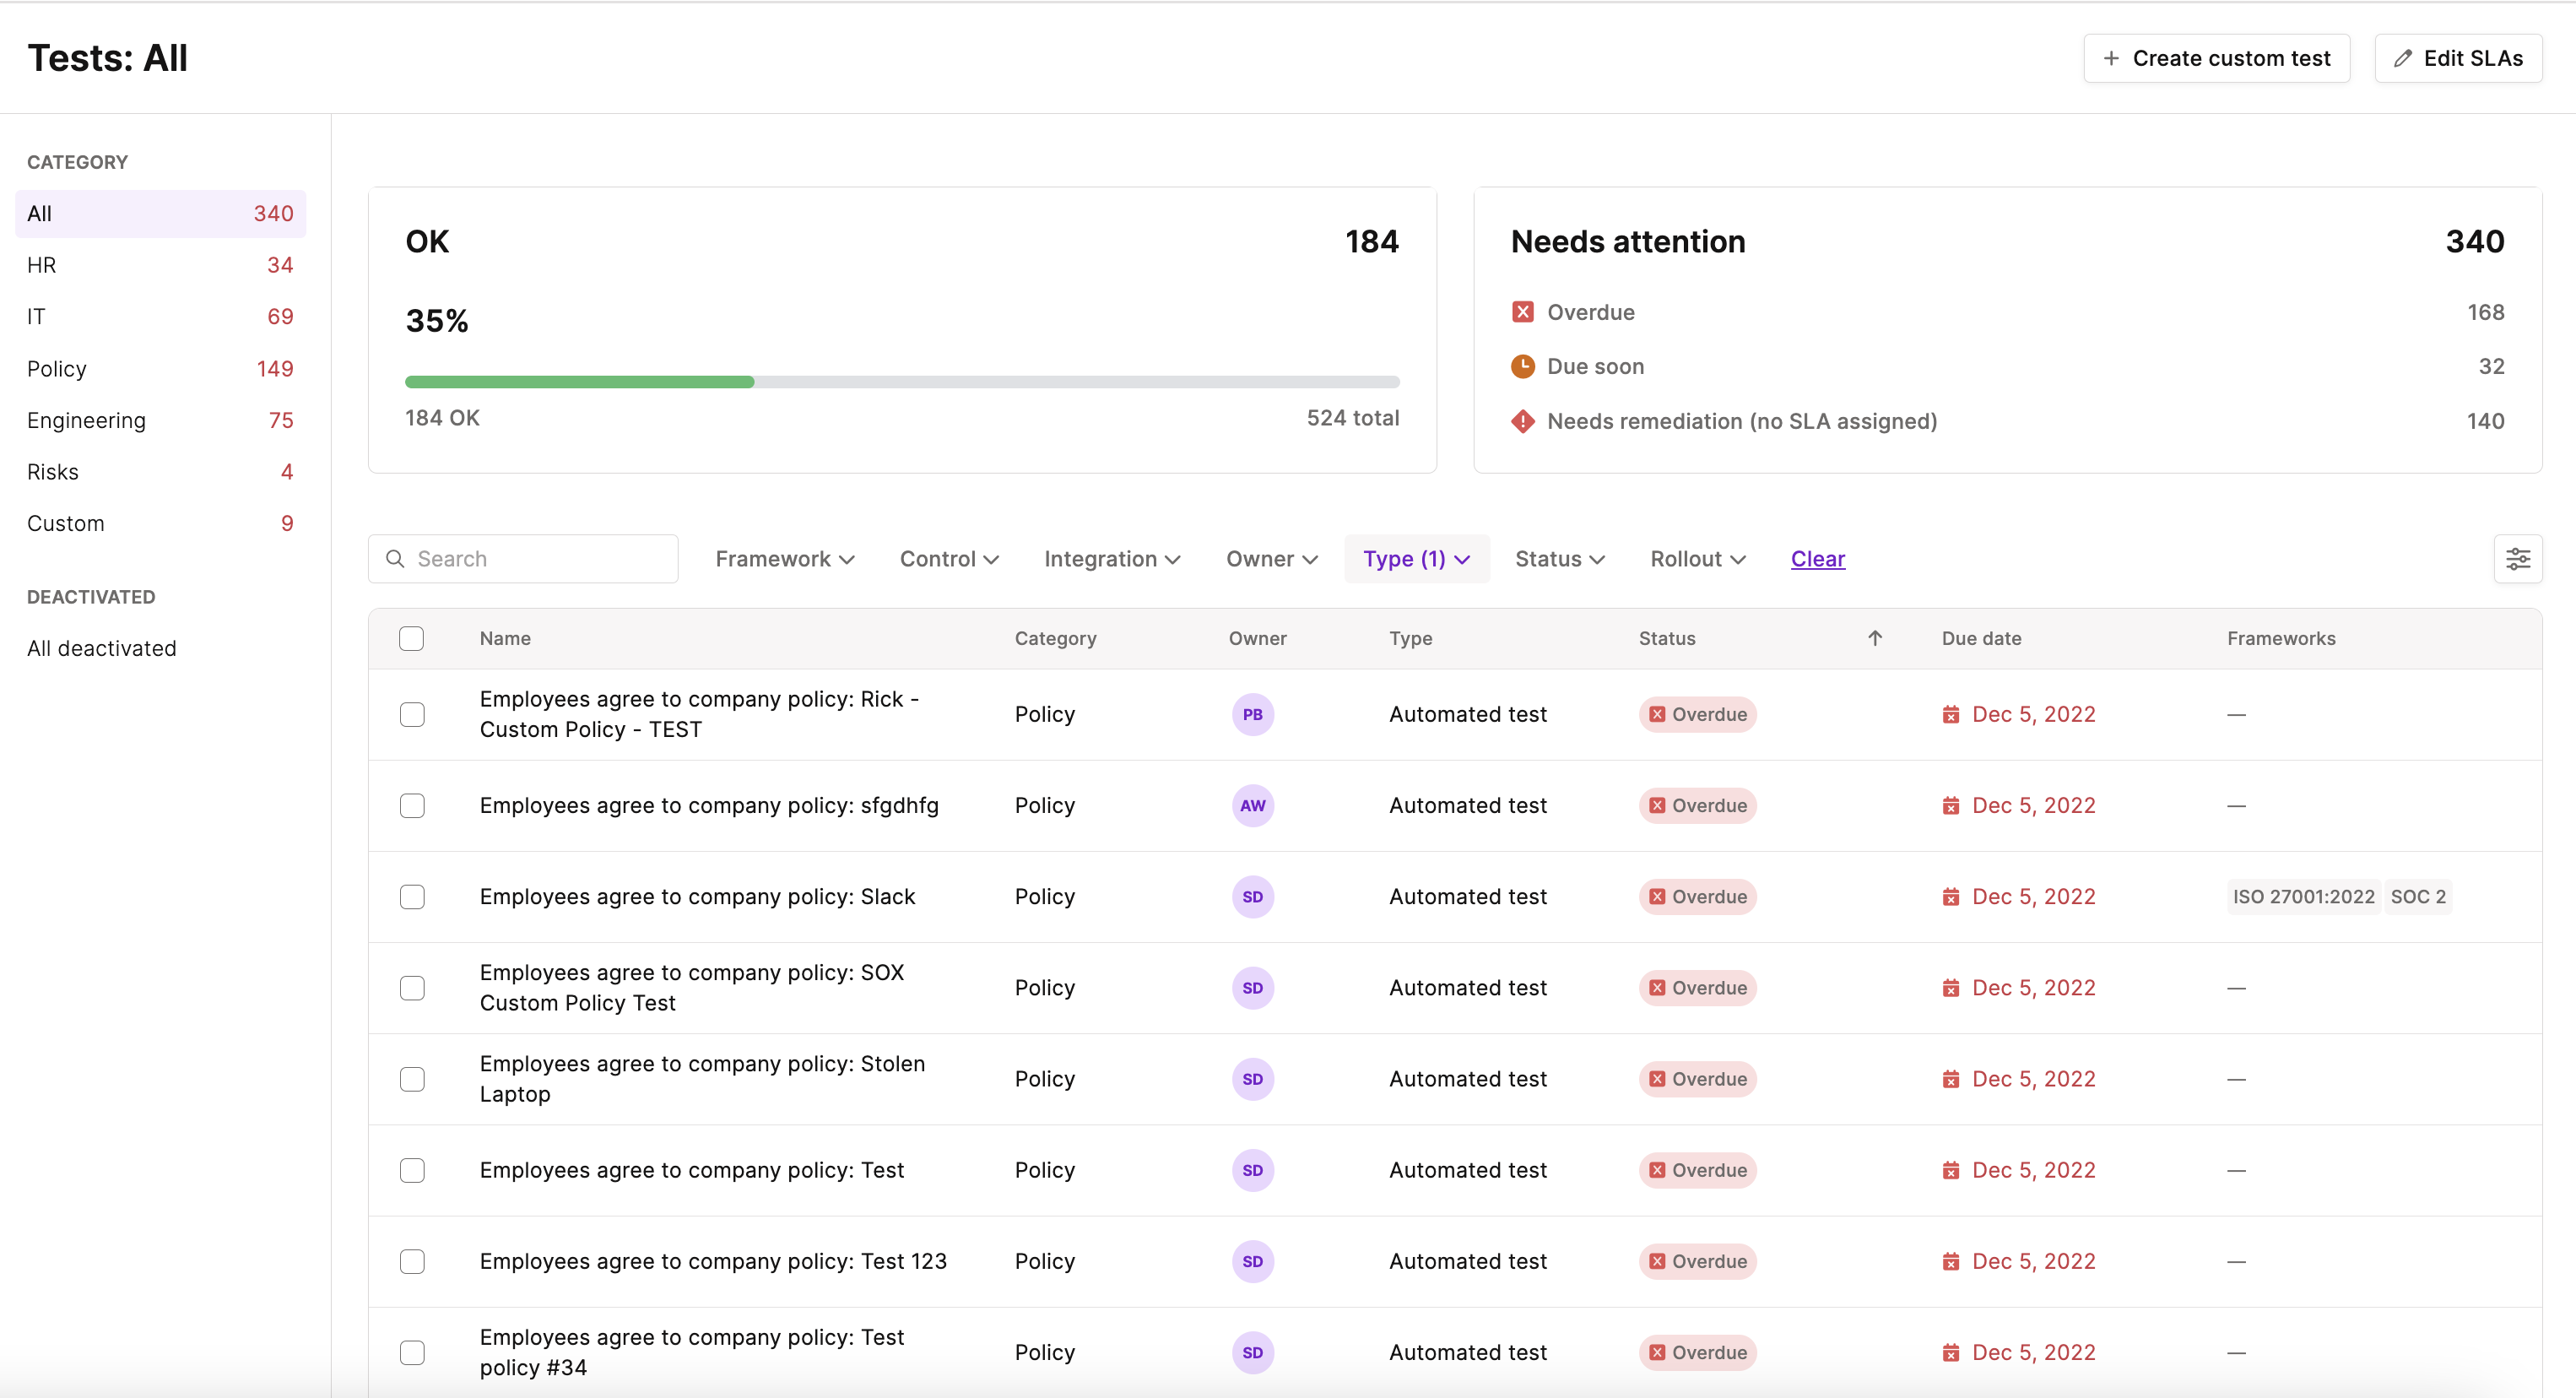 Tests: All
Create custom test
Edit SLAs
CATEGORY
All 340
HR 34
IT 69
Policy 149
Engineering 75
Risks 4
Custom 9
DEACTIVATED
All deactivated
OK 184
35%
184 OK 524 total
Needs attention 340
Overdue 168
Due soon 32
Needs remediation (no SLA assigned) 140
Search Framework Control Integration Owner Type (1) Status Rollout Clear
Name Category Owner Type Status Due date Frameworks
Employees agree to company policy: Rick -
Custom Policy - TEST
Policy PB Automated test Overdue Dec 5, 2022 —
Employees agree to company policy: sfgdhfg Policy AW Automated test Overdue Dec 5, 2022 —
Employees agree to company policy: Slack Policy SD Automated test Overdue Dec 5, 2022 ISO 27001:2022 SOC 2
Employees agree to company policy: SOX
Custom Policy Test
Policy SD Automated test Overdue Dec 5, 2022 —
Employees agree to company policy: Stolen
Laptop
Policy SD Automated test Overdue Dec 5, 2022 —
Employees agree to company policy: Test Policy SD Automated test Overdue Dec 5, 2022 —
Employees agree to company policy: Test 123 Policy SD Automated test Overdue Dec 5, 2022 —
Employees agree to company policy: Test
policy #34
Policy SD Automated test Overdue Dec 5, 2022 —